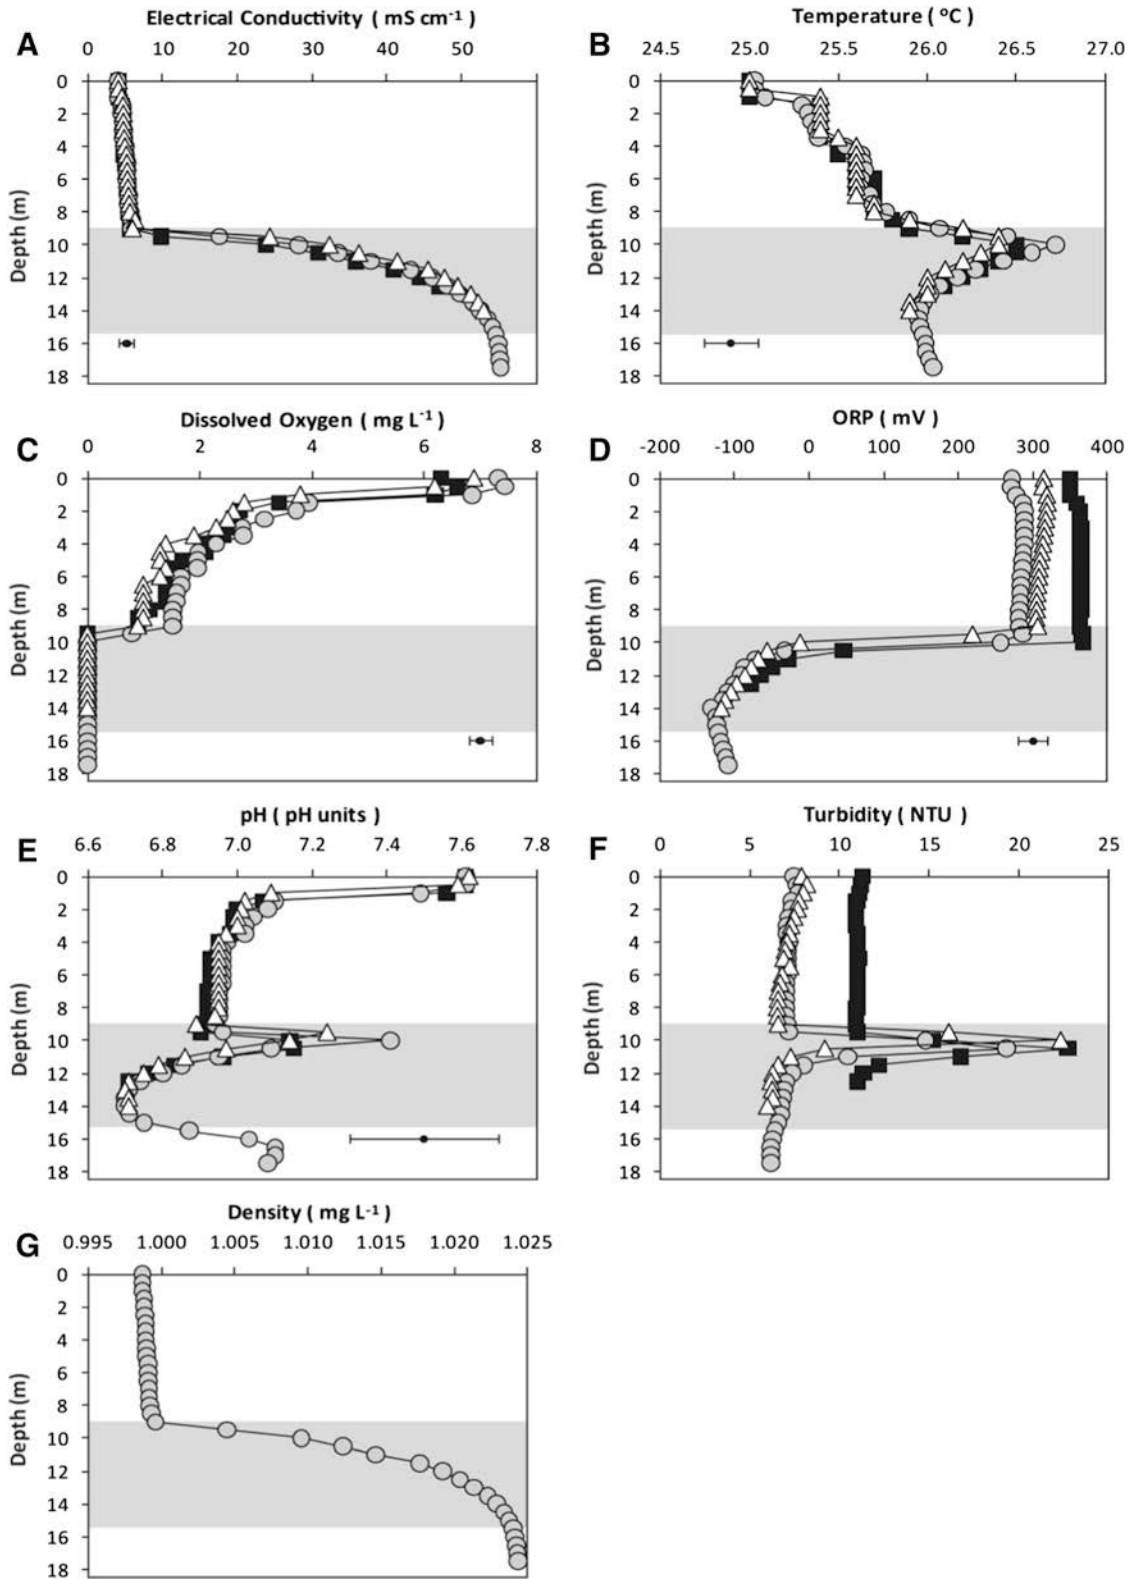 Electrical Conductivity ( mS cm-1 )
A
0 10 20 30 40 50
0
2
4
6
8
10
12
14
16
18
Depth (m)
Temperature ( oC)
B
24.5 25.0 25.5 26.0 26.5 27.0
0
2
4
6
8
10
12
14
16
18
Depth (m)
Dissolved Oxygen ( mg L-1 )
C
0 2 4 6 8
0
2
4
6
8
10
12
14
16
18
Depth (m)
ORP ( mV)
D
-200 -100 0 100 200 300 400
0
2
4
6
8
10
12
14
16
18
Depth (m)
pH ( pH units )
E
6.6 6.8 7.0 7.2 7.4 7.6 7.8
0
2
4
6
8
10
12
14
16
18
Depth (m)
Turbidity ( NTU )
F
0 5 10 15 20 25
0
2
4
6
8
10
12
14
16
18
Depth (m)
Density ( mg L-1 )
G
0.995 1.000 1.005 1.010 1.015 1.020 1.025
0
2
4
6
8
10
12
14
16
18
Depth (m)